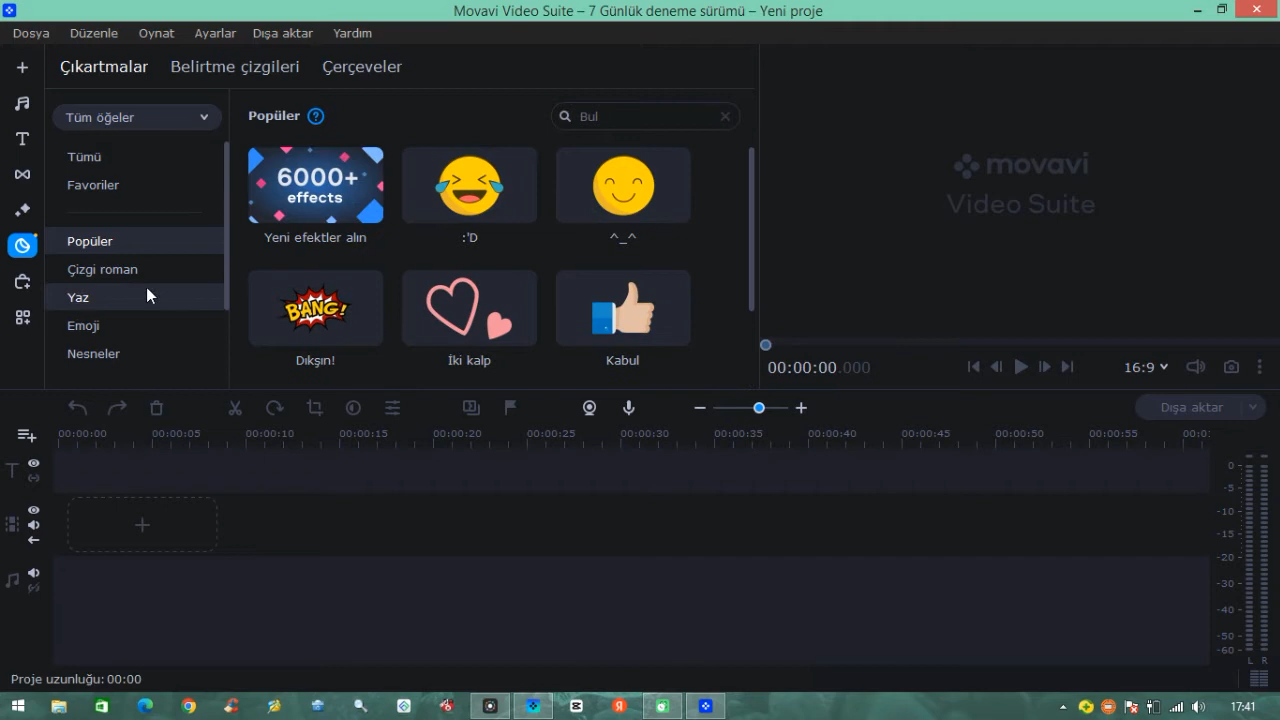 Movavi Video Suite – 7 Günlük deneme sürümü – Yeni proje
Dosya Düzenle Oynat Ayarlar Dışa aktar Yardım
Çıkartmalar Belirtme çizgileri Çerçeveler
Tüm öğeler
Tümü
Favoriler
Popüler
Çizgi roman
Yaz
Emoji
Nesneler
Popüler ?
Bul
6000+
effects
Yeni efektler alın
:'D
^_^
BANG!
Dıkşın!
İki kalp
Kabul
movavi
Video Suite
00:00:00.000
16:9
Dışa aktar
00:00:00 00:00:05 00:00:10 00:00:15 00:00:20 00:00:25 00:00:30 00:00:35 00:00:40 00:00:45 00:00:50 00:00:55 00:0
0
-5
-10
-15
-20
-30
-40
-50
-60
L R
Proje uzunluğu: 00:00
17:41